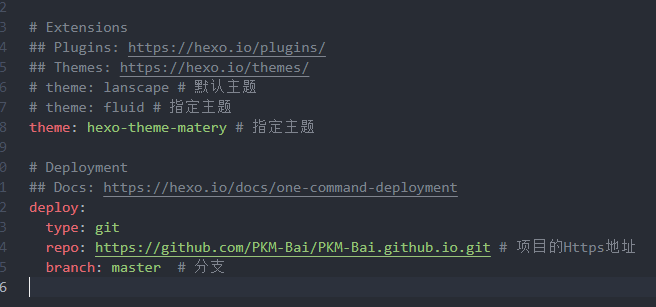 2
3 # Extensions
4 ## Plugins: https://hexo.io/plugins/
5 ## Themes: https://hexo.io/themes/
6 # theme: lanscape # 默认主题
7 # theme: fluid # 指定主题
8 theme: hexo-theme-matery # 指定主题
9
0 # Deployment
1 ## Docs: https://hexo.io/docs/one-command-deployment
2 deploy:
3 type: git
4 repo: https://github.com/PKM-Bai/PKM-Bai.github.io.git # 项目的Https地址
5 branch: master # 分支
6